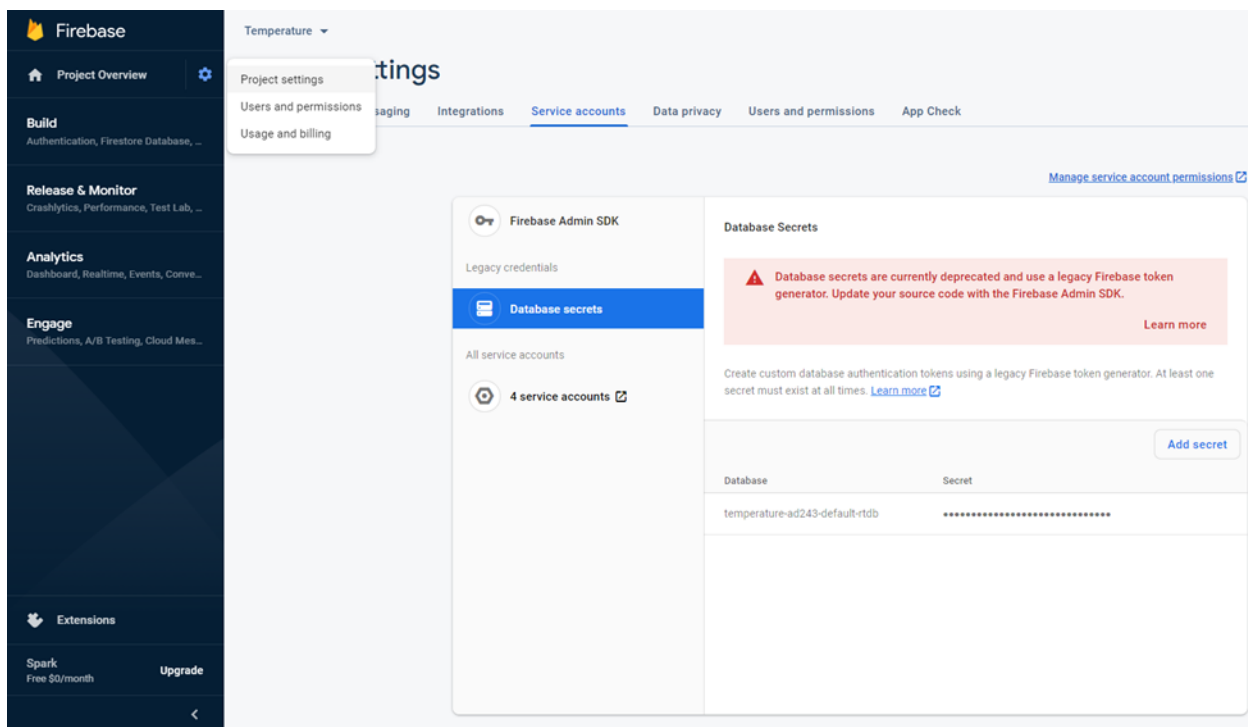 Firebase
Project Overview
Build
Authentication, Firestore Database, ...
Release & Monitor
Crashlytics, Performance, Test Lab, ...
Analytics
Dashboard, Realtime, Events, Conve...
Engage
Predictions, A/B Testing, Cloud Mes...
Extensions
Spark
Free $0/month
Upgrade
Temperature
Project settings
Users and permissions
Usage and billing
ttings
saging Integrations Service accounts Data privacy Users and permissions App Check
Manage service account permissions
Firebase Admin SDK
Legacy credentials
Database secrets
All service accounts
4 service accounts
Database Secrets
Database secrets are currently deprecated and use a legacy Firebase token
generator. Update your source code with the Firebase Admin SDK.
Learn more
Create custom database authentication tokens using a legacy Firebase token generator. At least one
secret must exist at all times. Learn more
Add secret
Database Secret
temperature-ad243-default-rtdb ••••••••••••••••••••••••••••••